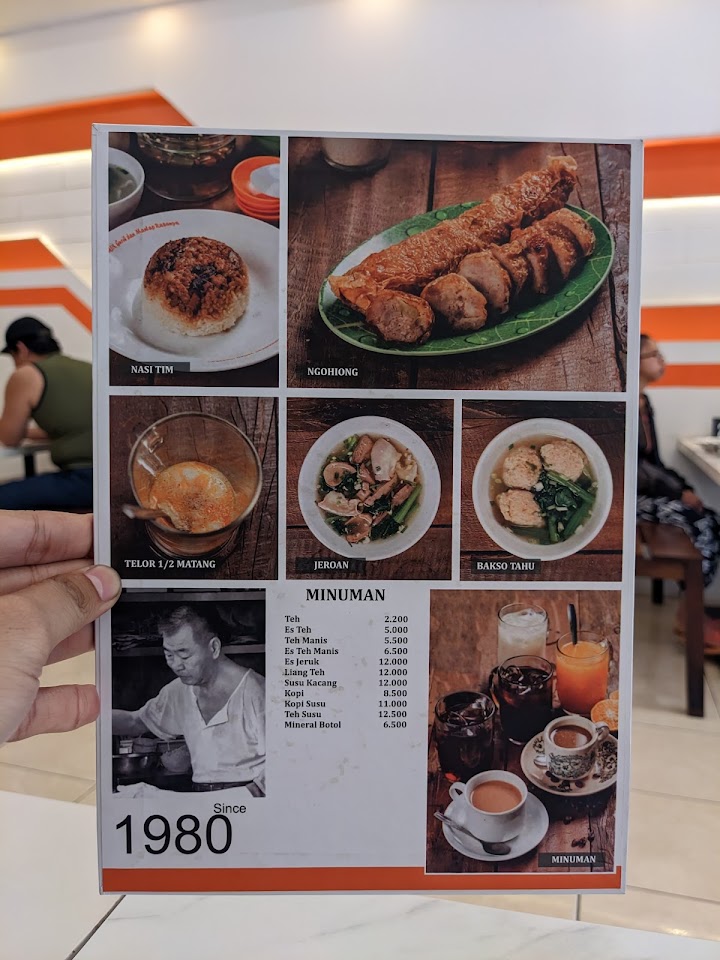 NASI TIM
NGOHIONG
TELOR 1/2 MATANG
JEROAN
BAKSO TAHU
MINUMAN
Teh 2.200
Es Teh 5.000
Teh Manis 5.500
Es Teh Manis 6.500
Es Jeruk 12.000
Liang Teh 12.000
Susu Kacang 12.000
Kopi 8.500
Kopi Susu 11.000
Teh Susu 12.500
Mineral Botol 6.500
Since
1980
MINUMAN